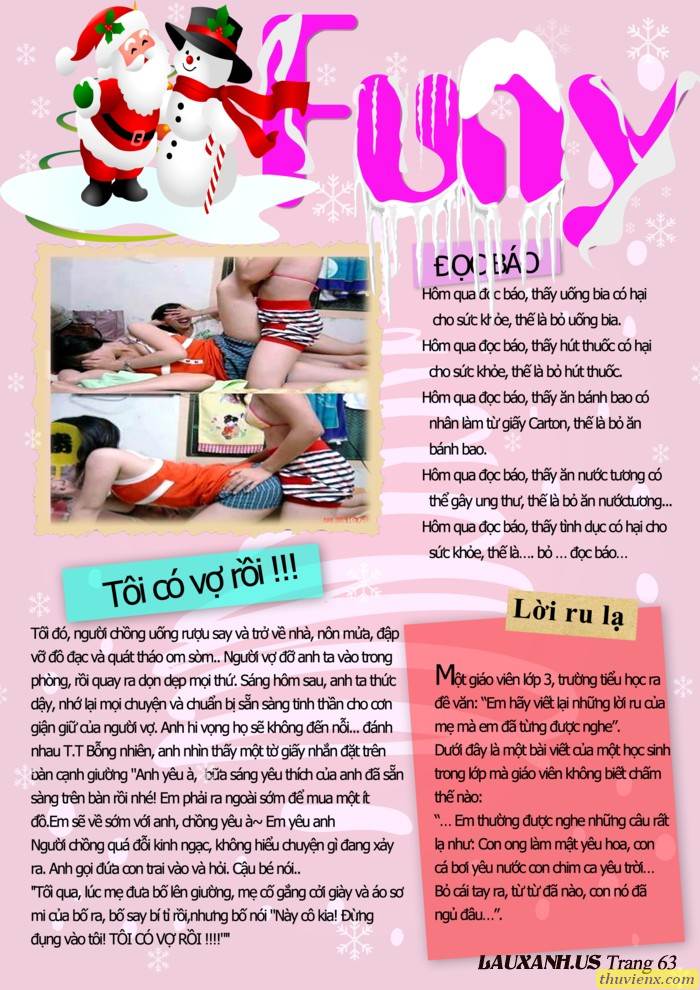 Funy
ĐỌC BÁO
Hôm qua đọc báo, thấy uống bia có hại
cho sức khỏe, thế là bỏ uống bia.
Hôm qua đọc báo, thấy hút thuốc có hại
cho sức khỏe, thế là bỏ hút thuốc.
Hôm qua đọc báo, thấy ăn bánh bao có
nhân làm từ giấy Carton, thế là bỏ ăn
bánh bao.
Hôm qua đọc báo, thấy ăn nước tương có
thể gây ung thư, thế là bỏ ăn nướctương...
Hôm qua đọc báo, thấy tình dục có hại cho
sức khỏe, thế là…. bỏ … đọc báo…
Tôi có vợ rồi !!!
Tối đó, người chồng uống rượu say và trở về nhà, nôn mửa, đập
vỡ đồ đạc và quát tháo om sòm.. Người vợ đỡ anh ta vào trong
phòng, rồi quay ra dọn dẹp mọi thứ. Sáng hôm sau, anh ta thức
dậy, nhớ lại mọi chuyện và chuẩn bị sẵn sàng tinh thần cho cơn
giận giữ của người vợ. Anh hi vọng họ sẽ không đến nỗi... đánh
nhau T.T Bỗng nhiên, anh nhìn thấy một tờ giấy nhắn đặt trên
bàn cạnh giường "Anh yêu à, bữa sáng yêu thích của anh đã sẵn
sàng trên bàn rồi nhé! Em phải ra ngoài sớm để mua một ít
đồ.Em sẽ về sớm với anh, chồng yêu à~ Em yêu anh
Người chồng quá đỗi kinh ngạc, không hiểu chuyện gì đang xảy
ra. Anh gọi đứa con trai vào và hỏi. Cậu bé nói..
"Tối qua, lúc mẹ đưa bố lên giường, mẹ cố gắng cởi giày và áo sơ
mi của bố ra, bố say bí tỉ rồi,nhưng bố nói "Này cô kia! Đừng
đụng vào tôi! TÔI CÓ VỢ RỒI !!!!""
Lời ru lạ
Một giáo viên lớp 3, trường tiểu học ra
đề văn: “Em hãy viết lại những lời ru của
mẹ mà em đã từng được nghe”.
Dưới đây là một bài viết của một học sinh
trong lớp mà giáo viên không biết chấm
thế nào:
“… Em thường được nghe những câu rất
lạ như: Con ong làm mật yêu hoa, con
cá bơi yêu nước con chim ca yêu trời…
Bỏ cái tay ra, từ từ đã nào, con nó đã
ngủ đâu…”.
LAUXANH.US Trang 63
thuvienx.com